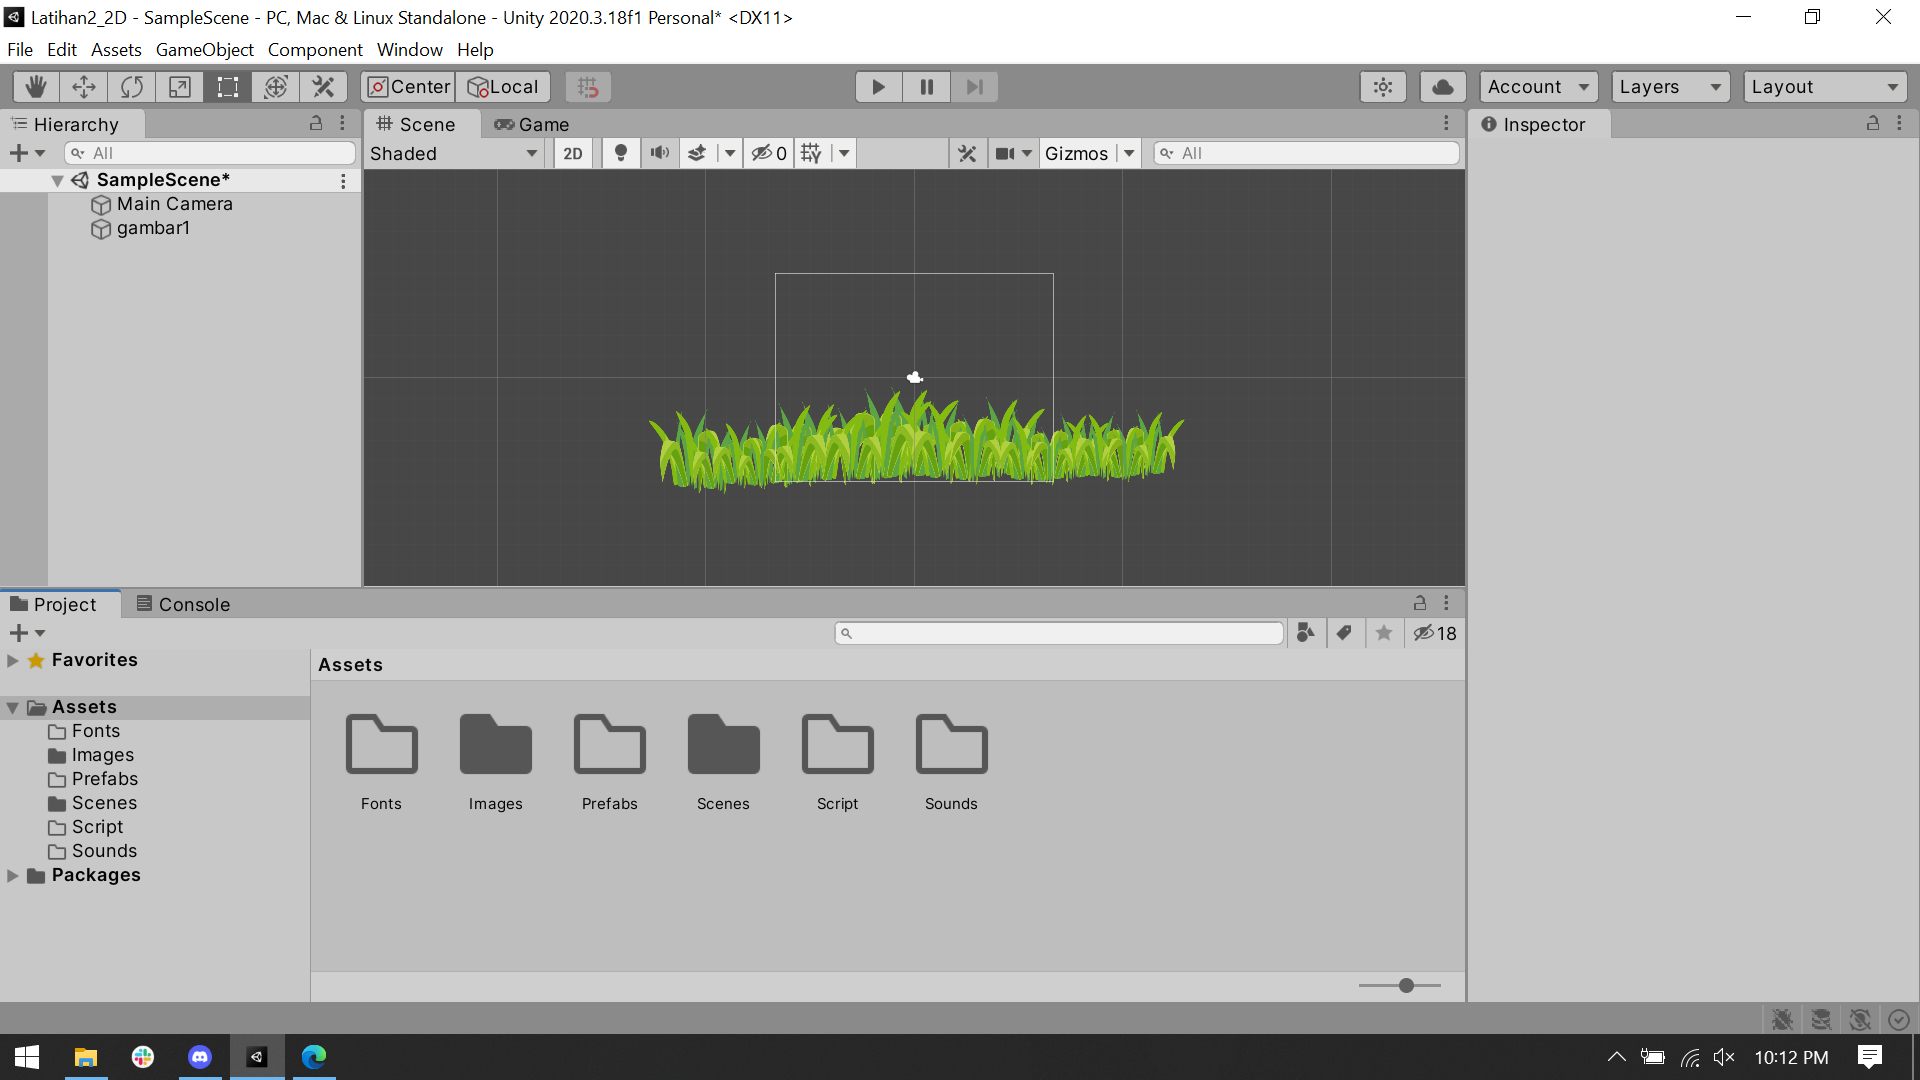 Latihan2_2D - SampleScene - PC, Mac & Linux Standalone - Unity 2020.3.18f1 Personal* <DX11>
File Edit Assets GameObject Component Window Help
Center Local Account Layers Layout
Hierarchy
All
SampleScene*
Main Camera
gambar1
Scene Game
Shaded 2D 0 Gizmos All
Inspector
Project Console
18
Favorites
Assets
Fonts
Images
Prefabs
Scenes
Script
Sounds
Packages
Assets
Fonts Images Prefabs Scenes Script Sounds
10:12 PM